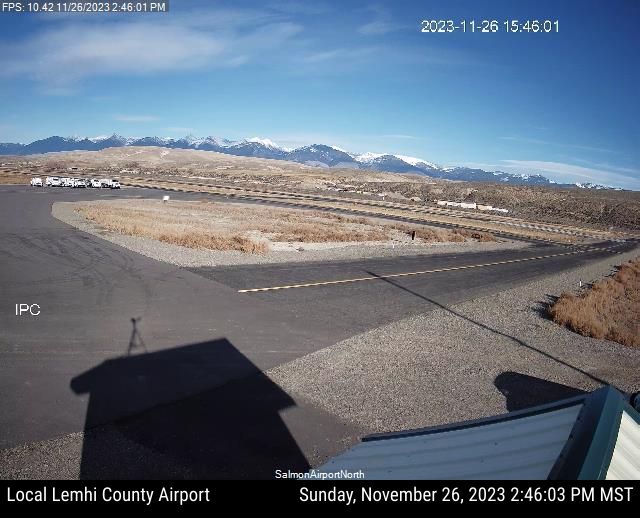 FPS: 10.42 11/26/2023 2:46:01 PM
2023-11-26 15:46:01
IPC
SalmonAirportNorth
Local Lemhi County Airport Sunday, November 26, 2023 2:46:03 PM MST